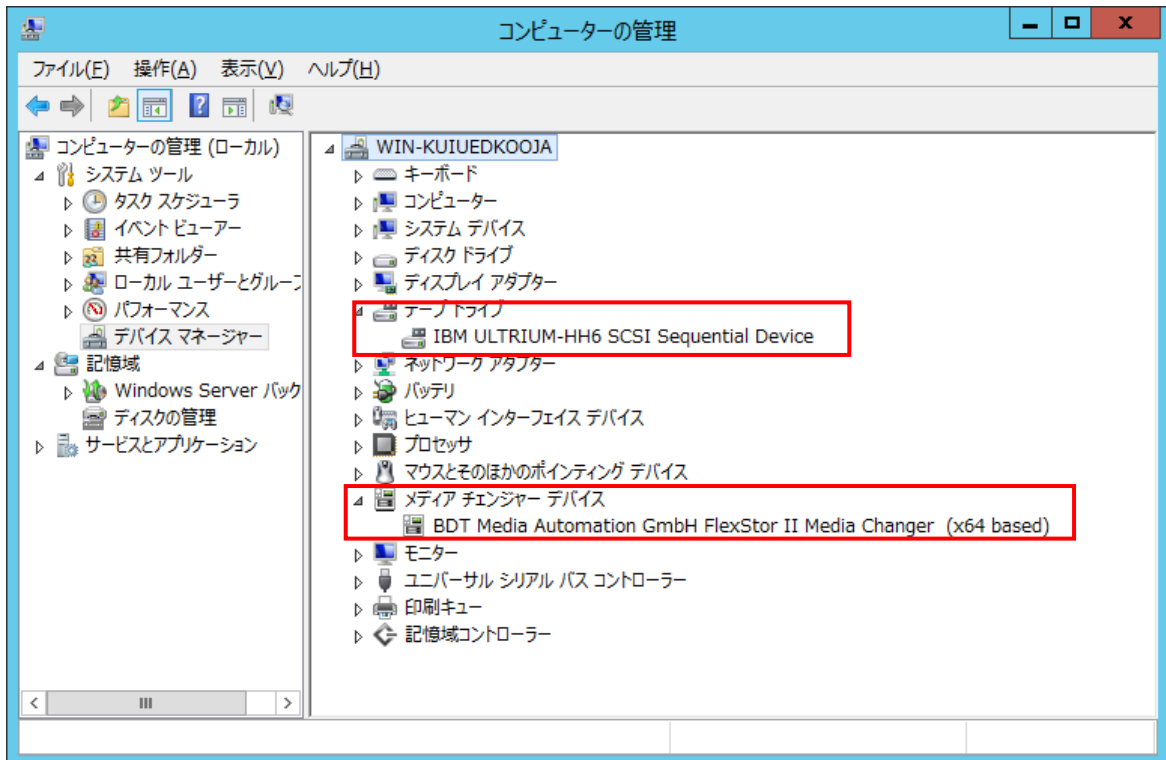 コンピューターの管理
ファイル(F) 操作(A) 表示(V) ヘルプ(H)
コンピューターの管理 (ローカル)
システム ツール
タスク スケジューラ
イベント ビューアー
共有フォルダー
ローカル ユーザーとグループ
パフォーマンス
デバイス マネージャー
記憶域
Windows Server バック
ディスクの管理
サービスとアプリケーション
WIN-KUIUEDKOOJA
キーボード
コンピューター
システム デバイス
ディスク ドライブ
ディスプレイ アダプター
テープ ドライブ
IBM ULTRIUM-HH6 SCSI Sequential Device
ネットワーク アダプター
バッテリ
ヒューマン インターフェイス デバイス
プロセッサ
マウスとそのほかのポインティング デバイス
メディア チェンジャー デバイス
BDT Media Automation GmbH FlexStor II Media Changer (x64 based)
モニター
ユニバーサル シリアル バス コントローラー
印刷キュー
記憶域コントローラー